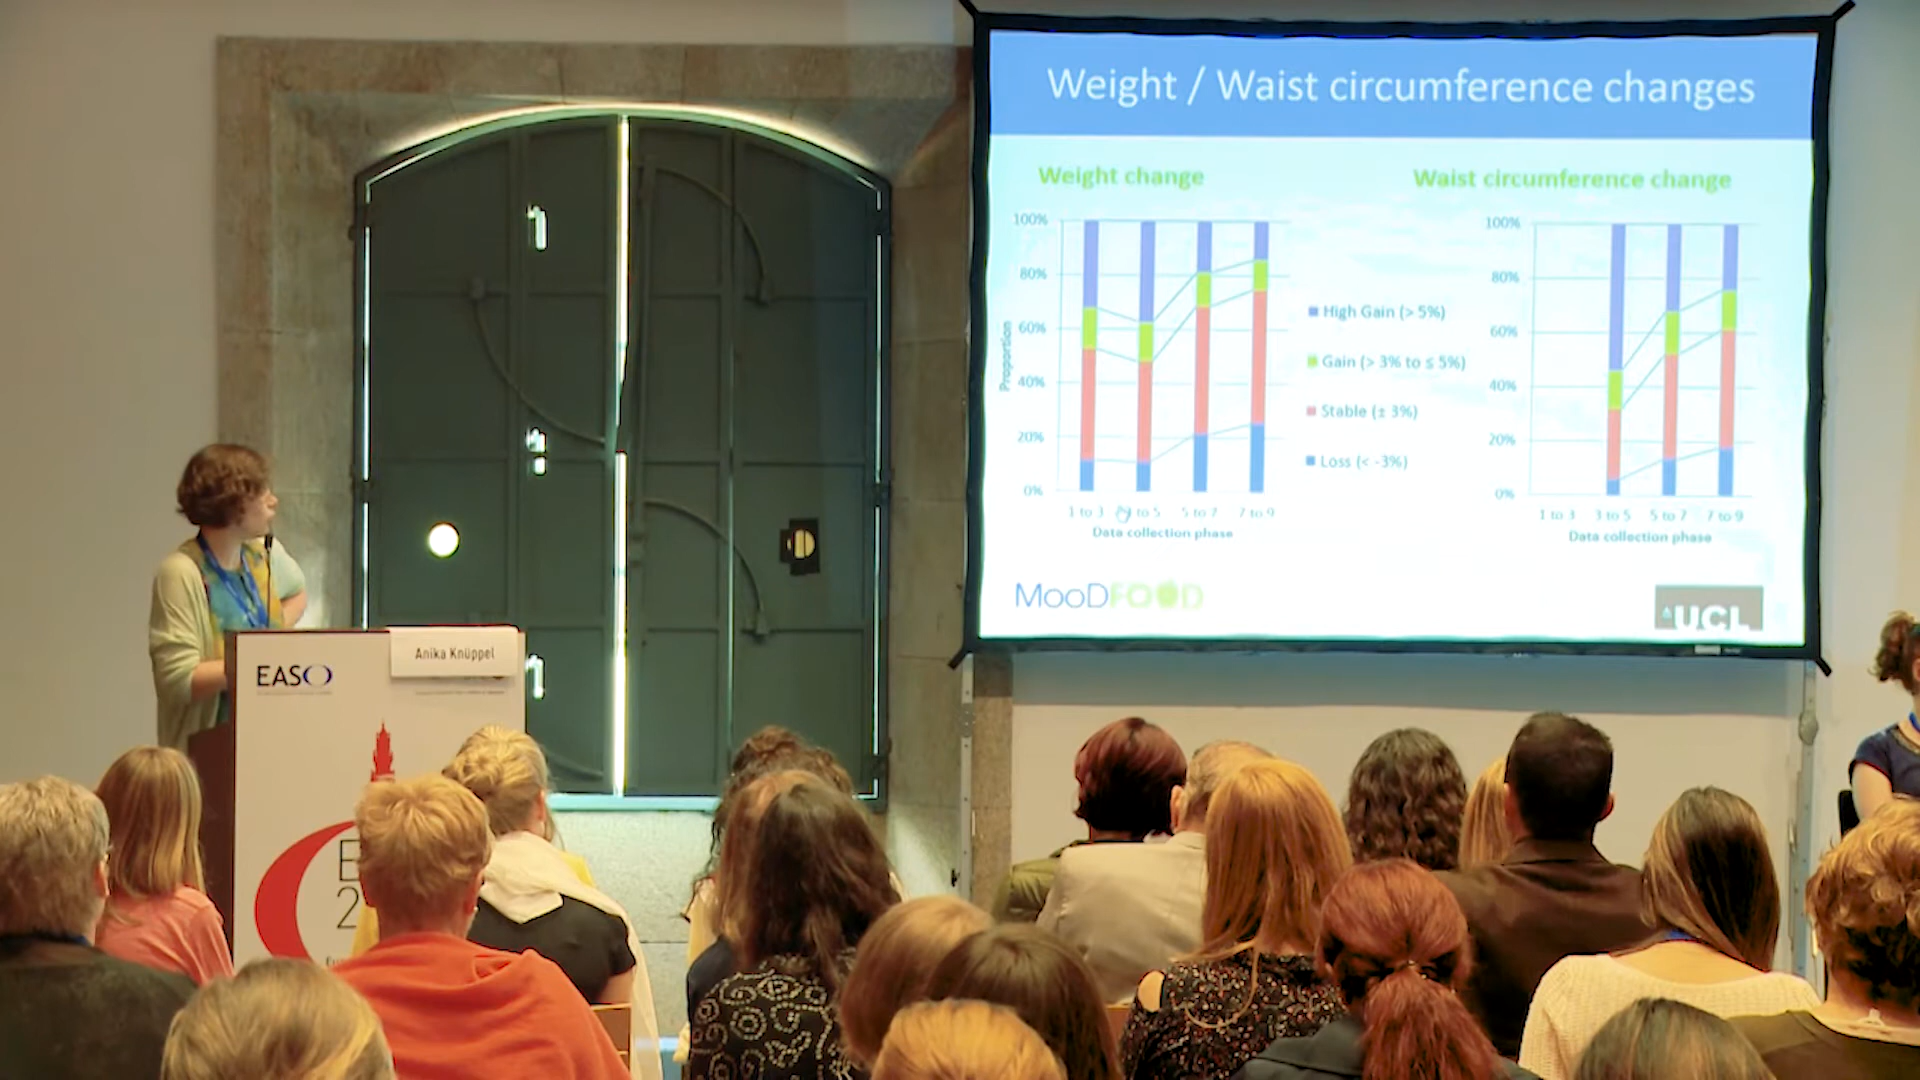 Weight / Waist circumference changes
Weight change
Waist circumference change
100%
80%
60%
40%
20%
0%
Proportion
1 to 3
to 5
5 to 7
7 to 9
Data collection phase
High Gain (> 5%)
Gain (> 3% to ≤ 5%)
Stable (± 3%)
Loss (< -3%)
100%
80%
60%
40%
20%
0%
1 to 3
3 to 5
5 to 7
7 to 9
Data collection phase
MooDFOOD
UCL
Anika Knüppel
EASO
E
2